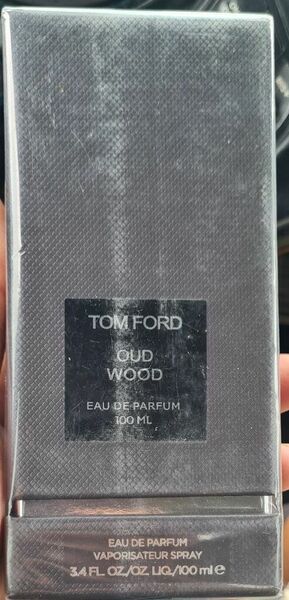 TOM FORD
OUD
WOOD
EAU DE PARFUM
100 ML
EAU DE PARFUM
VAPORISATEUR SPRAY
3.4 FL. OZ/OZ. LIQ./100 ml ℮